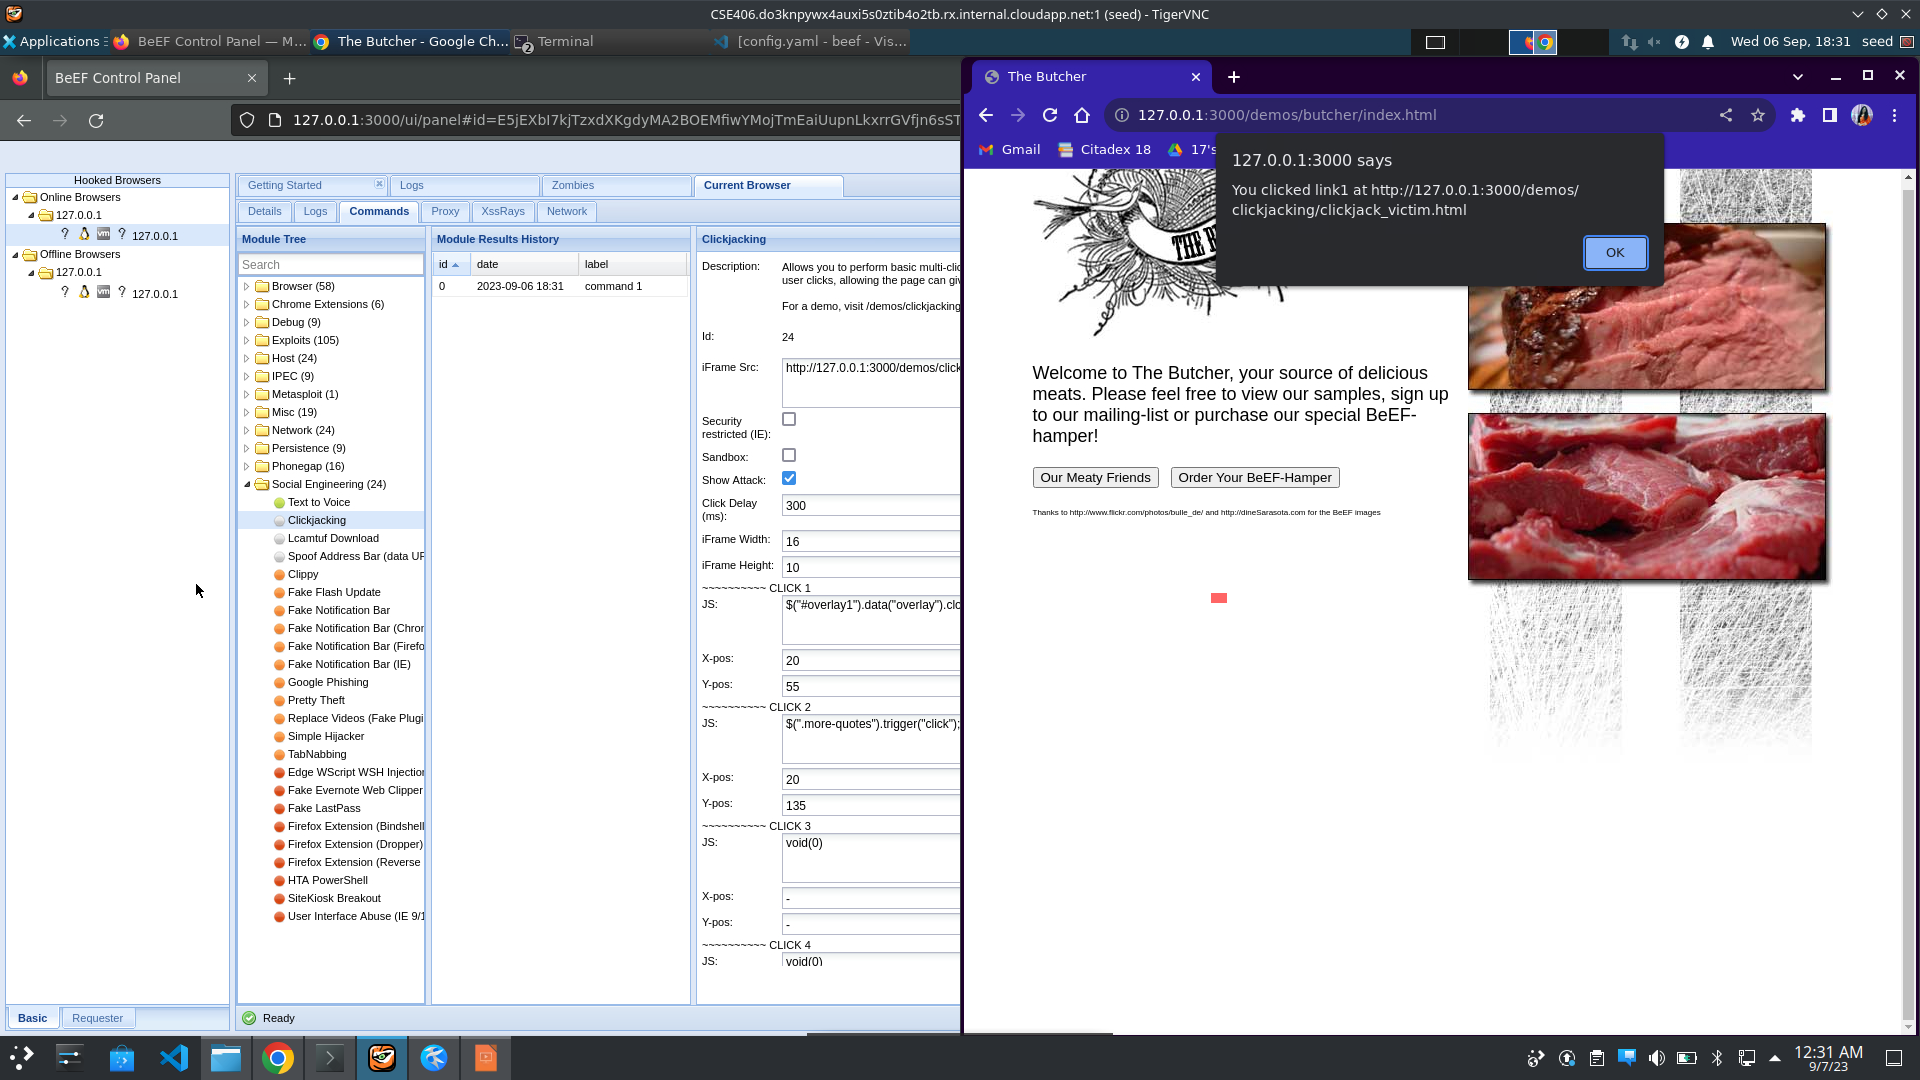 CSE406.do3knpywx4auxi5s0ztib4o2tb.rx.internal.cloudapp.net:1 (seed) - TigerVNC
Applications
BeEF Control Panel — M...
The Butcher - Google Ch...
2
Terminal
[config.yaml - beef - Vis...
Wed 06 Sep, 18:31
seed
BeEF Control Panel
127.0.0.1:3000/ui/panel#id=E5jEXbI7kjTzxdXKgdyMA2BOEMfiwYMojTmEaiUupnLkxrrGVfjn6sST
Hooked Browsers
Online Browsers
127.0.0.1
? vm ? 127.0.0.1
Offline Browsers
127.0.0.1
? vm ? 127.0.0.1
Basic
Requester
Getting Started
Logs
Zombies
Current Browser
Details
Logs
Commands
Proxy
XssRays
Network
Module Tree
Search
Browser (58)
Chrome Extensions (6)
Debug (9)
Exploits (105)
Host (24)
IPEC (9)
Metasploit (1)
Misc (19)
Network (24)
Persistence (9)
Phonegap (16)
Social Engineering (24)
Text to Voice
Clickjacking
Lcamtuf Download
Spoof Address Bar (data UR
Clippy
Fake Flash Update
Fake Notification Bar
Fake Notification Bar (Chror
Fake Notification Bar (Firefo
Fake Notification Bar (IE)
Google Phishing
Pretty Theft
Replace Videos (Fake Plugi
Simple Hijacker
TabNabbing
Edge WScript WSH Injection
Fake Evernote Web Clipper
Fake LastPass
Firefox Extension (Bindshell
Firefox Extension (Dropper)
Firefox Extension (Reverse
HTA PowerShell
SiteKiosk Breakout
User Interface Abuse (IE 9/1
Module Results History
id
date
label
0
2023-09-06 18:31
command 1
Ready
Clickjacking
Description:
Allows you to perform basic multi-clic
user clicks, allowing the page can giv
For a demo, visit /demos/clickjacking
Id:
24
iFrame Src:
http://127.0.0.1:3000/demos/click
Security
restricted (IE):
Sandbox:
Show Attack:
Click Delay
(ms):
300
iFrame Width:
16
iFrame Height:
10
~~~~~~~~~~ CLICK 1
JS:
$("#overlay1").data("overlay").clo
X-pos:
20
Y-pos:
55
~~~~~~~~~~ CLICK 2
JS:
$(".more-quotes").trigger("click");
X-pos:
20
Y-pos:
135
~~~~~~~~~~ CLICK 3
JS:
void(0)
X-pos:
-
Y-pos:
-
~~~~~~~~~~ CLICK 4
JS:
void(0)
The Butcher
127.0.0.1:3000/demos/butcher/index.html
Gmail
Citadex 18
17's
127.0.0.1:3000 says
You clicked link1 at http://127.0.0.1:3000/demos/
clickjacking/clickjack_victim.html
OK
THE B
Welcome to The Butcher, your source of delicious
meats. Please feel free to view our samples, sign up
to our mailing-list or purchase our special BeEF-
hamper!
Our Meaty Friends
Order Your BeEF-Hamper
Thanks to http://www.flickr.com/photos/bulle_de/ and http://dineSarasota.com for the BeEF images
12:31 AM
9/7/23